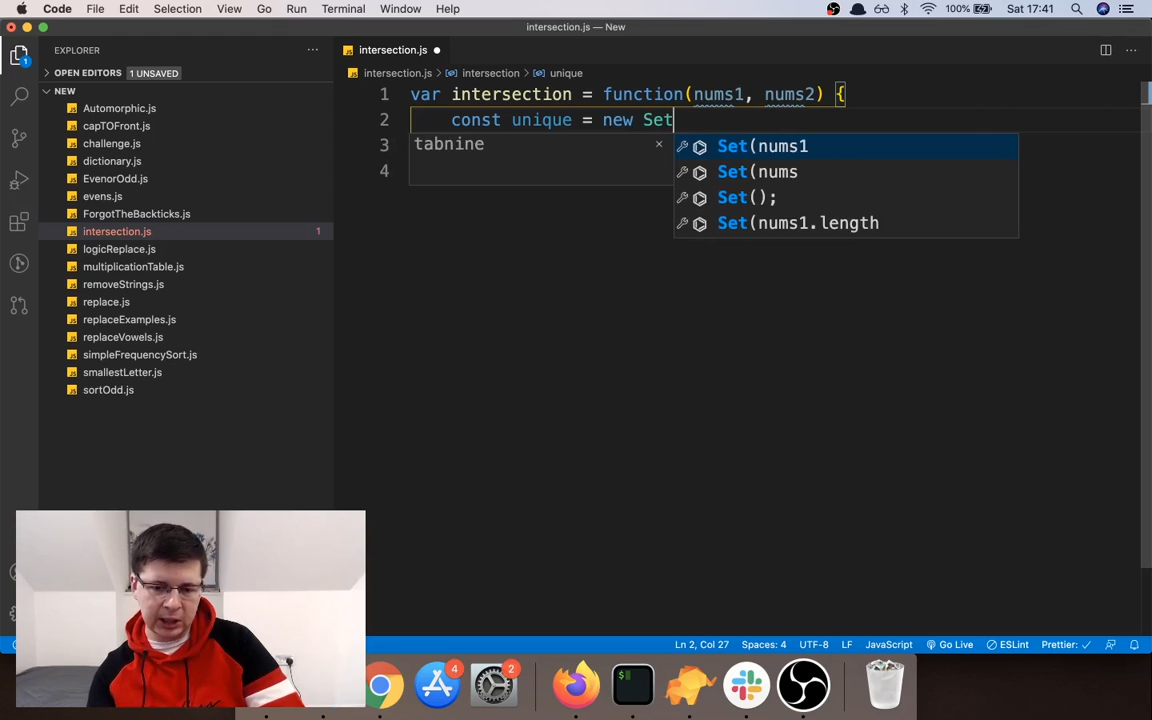 Code File Edit Selection View Go Run Terminal Window Help 100% Sat 17:41
intersection.js — New
EXPLORER
intersection.js
OPEN EDITORS 1 UNSAVED
intersection.js > intersection > unique
NEW
Automorphic.js
capTOFront.js
challenge.js
dictionary.js
EvenorOdd.js
evens.js
ForgotTheBackticks.js
intersection.js 1
logicReplace.js
multiplicationTable.js
removeStrings.js
replace.js
replaceExamples.js
replaceVowels.js
simpleFrequencySort.js
smallestLetter.js
sortOdd.js
1 var intersection = function(nums1, nums2) {
2 const unique = new Set
3 tabnine
4
Set(nums1
Set(nums
Set();
Set(nums1.length
1
Ln 2, Col 27 Spaces: 4 UTF-8 LF JavaScript Go Live ESLint Prettier: ✓
4
2
$